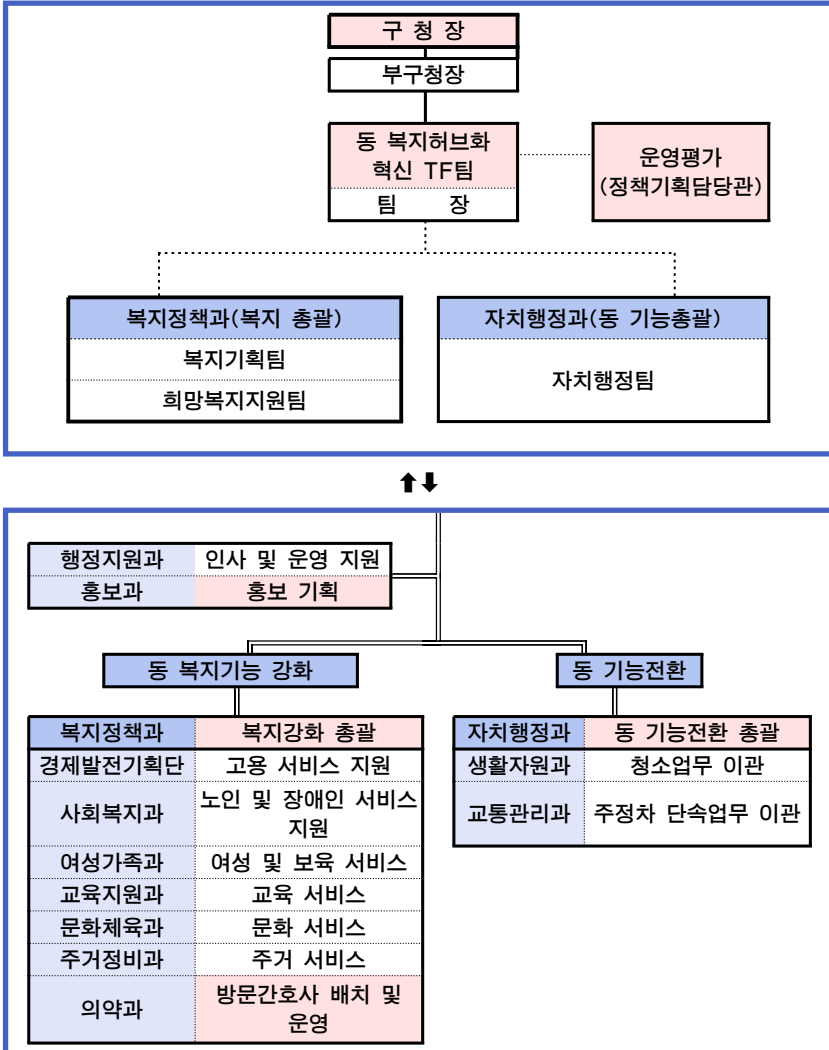 구 청 장
부구청장
동 복지허브화
혁신 TF팀
팀 장
운영평가
(정책기획담당관)
복지정책과(복지 총괄)
복지기획팀
희망복지지원팀
자치행정과(동 기능총괄)
자치행정팀
⬆⬇
행정지원과 인사 및 운영 지원
홍보과 홍보 기획
동 복지기능 강화
복지정책과 복지강화 총괄
경제발전기획단 고용 서비스 지원
사회복지과 노인 및 장애인 서비스
지원
여성가족과 여성 및 보육 서비스
교육지원과 교육 서비스
문화체육과 문화 서비스
주거정비과 주거 서비스
의약과 방문간호사 배치 및
운영
동 기능전환
자치행정과 동 기능전환 총괄
생활자원과 청소업무 이관
교통관리과 주정차 단속업무 이관